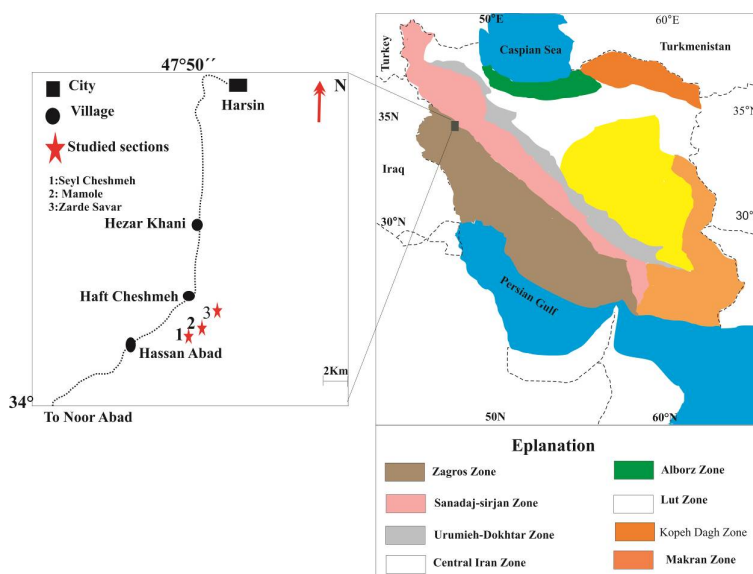 47°50´´
City
Village
Studied sections
1:Seyl Cheshmeh
2: Mamole
3:Zarde Savar
Harsin
N
Hezar Khani
Haft Cheshmeh
3
2
1
Hassan Abad
2Km
34°
To Noor Abad
50°E
60°E
Caspian Sea
Turkmenistan
Turkey
35N
35°N
Iraq
30°N
30°N
Persian Gulf
50N
60°N
Eplanation
Zagros Zone
Alborz Zone
Sanadaj-sirjan Zone
Lut Zone
Urumieh-Dokhtar Zone
Kopeh Dagh Zone
Central Iran Zone
Makran Zone